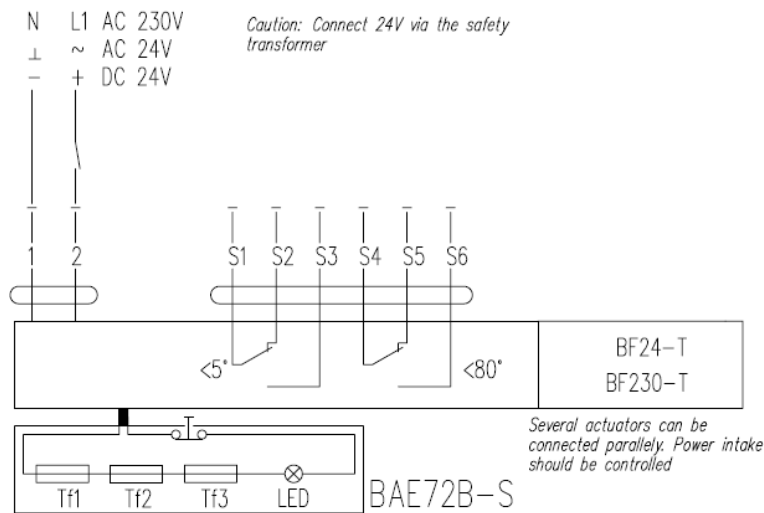 N L1 AC 230V
⊥ ~ AC 24V
− + DC 24V
Caution: Connect 24V via the safety
transformer
1 2 S1 S2 S3 S4 S5 S6
<5° <80°
BF24-T
BF230-T
Several actuators can be
connected parallely. Power intake
should be controlled
Tf1 Tf2 Tf3 LED
BAE72B-S